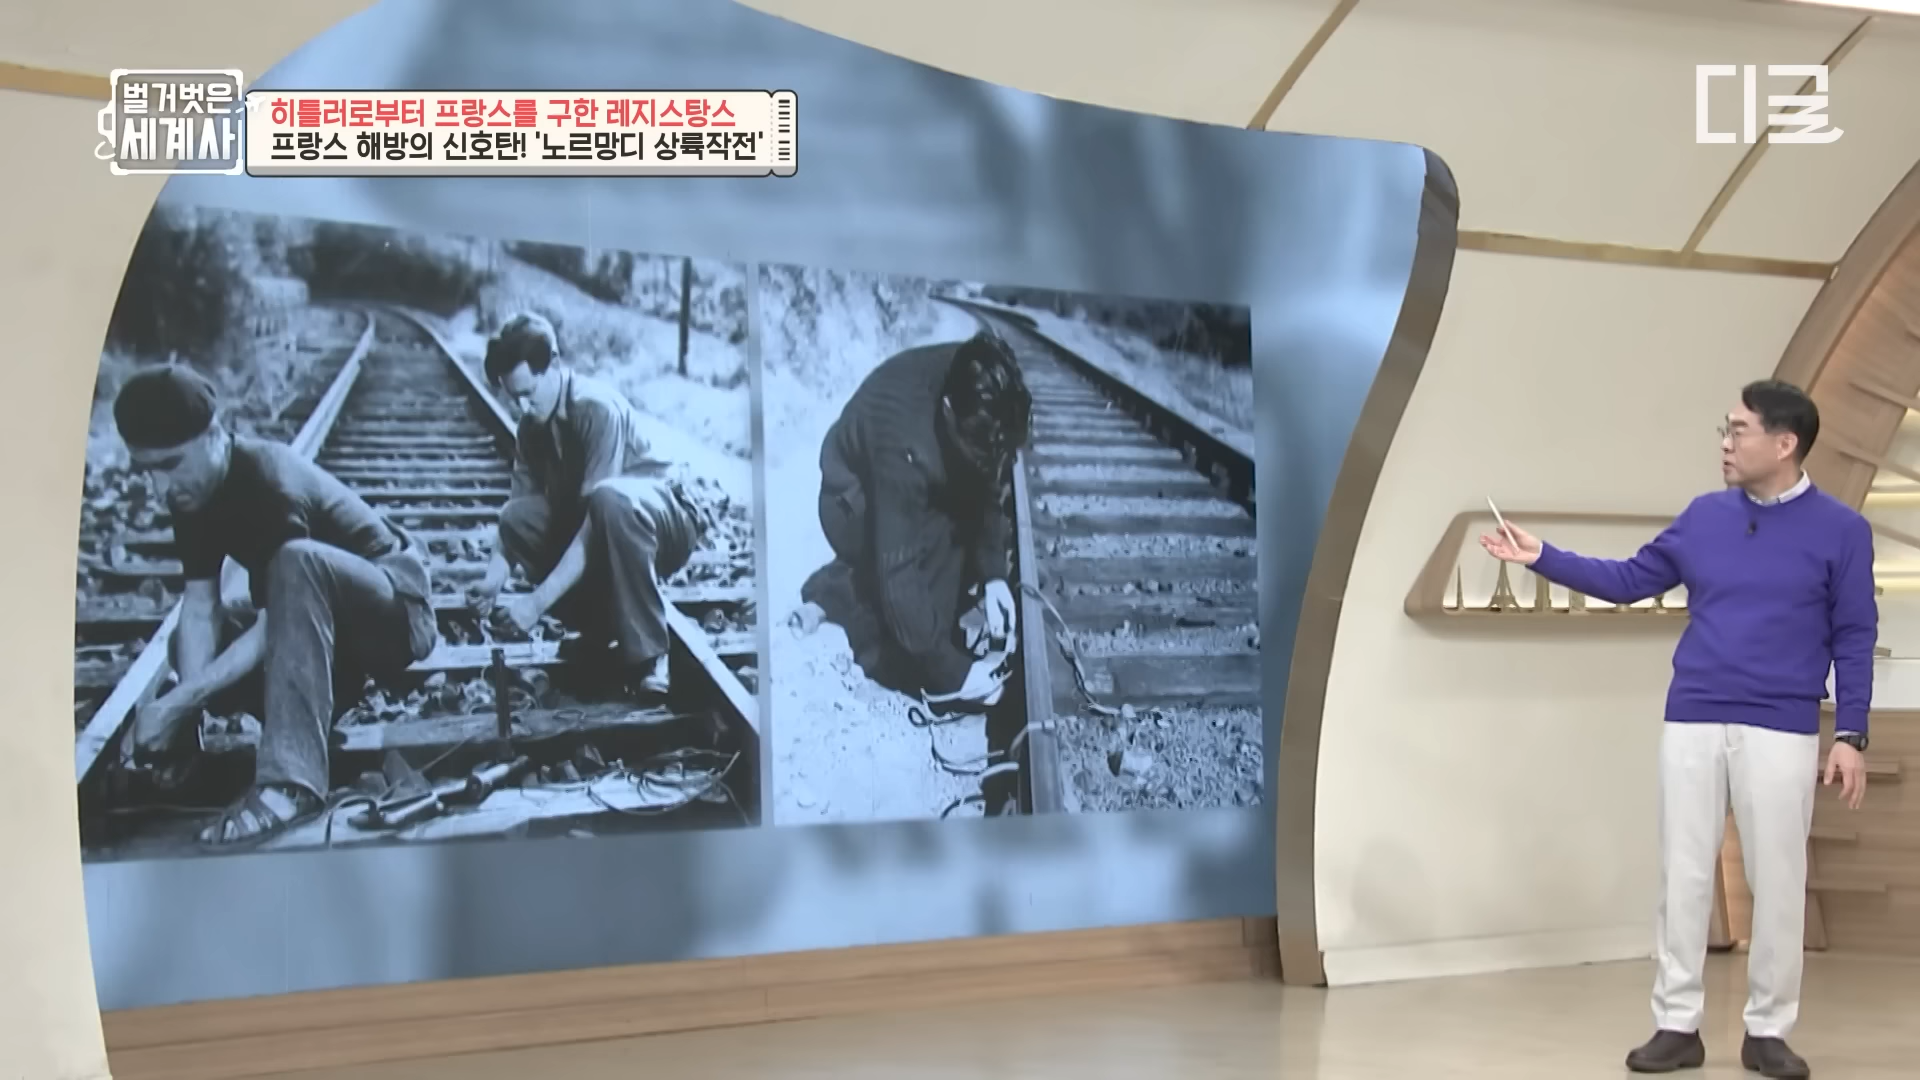 벌거벗은
세계사
히틀러로부터 프랑스를 구한 레지스탕스
프랑스 해방의 신호탄! '노르망디 상륙작전'
디글